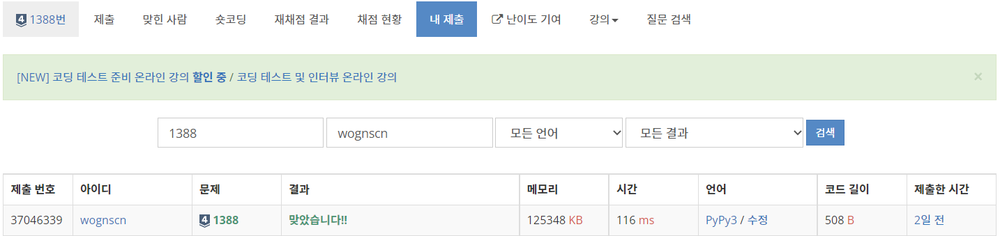 4 1388번 제출 맞힌 사람 숏코딩 재채점 결과 채점 현황 내 제출 난이도 기여 강의 질문 검색
[NEW] 코딩 테스트 준비 온라인 강의 할인 중 / 코딩 테스트 및 인터뷰 온라인 강의 ×
1388 wognscn 모든 언어 모든 결과 검색
제출 번호 아이디 문제 결과 메모리 시간 언어 코드 길이 제출한 시간
37046339 wognscn 4 1388 맞았습니다!! 125348 KB 116 ms PyPy3 / 수정 508 B 2일 전